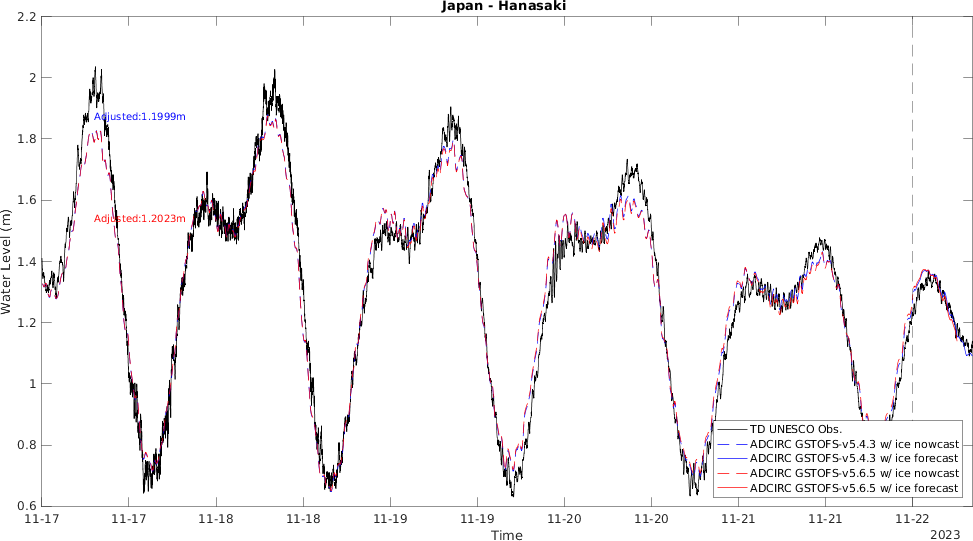 Japan - Hanasaki
2.2
2
1.8
1.6
1.4
1.2
1
0.8
0.6
Water Level (m)
Adjusted:1.1999m
Adjusted:1.2023m
TD UNESCO Obs.
ADCIRC GSTOFS-v5.4.3 w/ ice nowcast
ADCIRC GSTOFS-v5.4.3 w/ ice forecast
ADCIRC GSTOFS-v5.6.5 w/ ice nowcast
ADCIRC GSTOFS-v5.6.5 w/ ice forecast
11-17 11-17 11-18 11-18 11-19 11-19 11-20 11-20 11-21 11-21 11-22
Time
2023